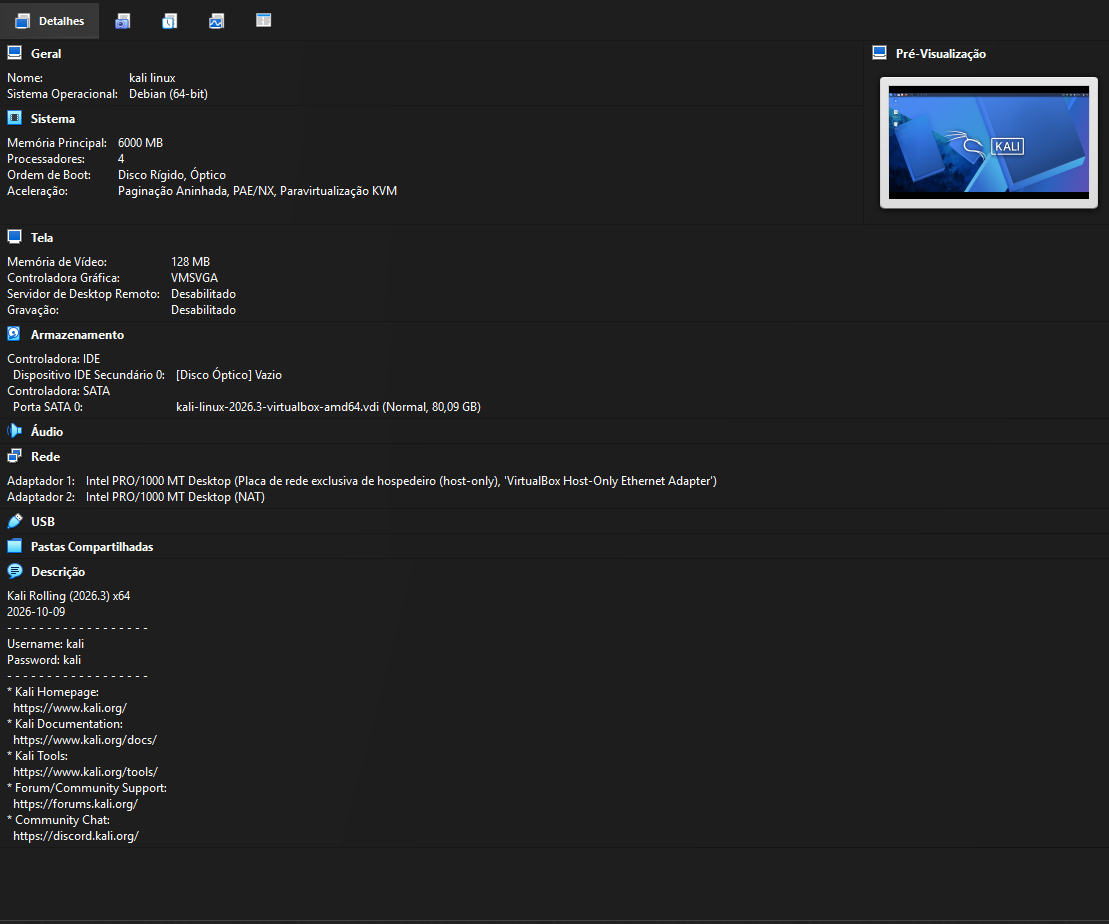 Detalhes
Geral
Nome: kali linux
Sistema Operacional: Debian (64-bit)
Pré-Visualização
KALI
Sistema
Memória Principal: 6000 MB
Processadores: 4
Ordem de Boot: Disco Rígido, Óptico
Aceleração: Paginação Aninhada, PAE/NX, Paravirtualização KVM
Tela
Memória de Vídeo: 128 MB
Controladora Gráfica: VMSVGA
Servidor de Desktop Remoto: Desabilitado
Gravação: Desabilitado
Armazenamento
Controladora: IDE
Dispositivo IDE Secundário 0: [Disco Óptico] Vazio
Controladora: SATA
Porta SATA 0: kali-linux-2026.3-virtualbox-amd64.vdi (Normal, 80,09 GB)
Áudio
Rede
Adaptador 1: Intel PRO/1000 MT Desktop (Placa de rede exclusiva de hospedeiro (host-only), 'VirtualBox Host-Only Ethernet Adapter')
Adaptador 2: Intel PRO/1000 MT Desktop (NAT)
USB
Pastas Compartilhadas
Descrição
Kali Rolling (2026.3) x64
2026-10-09
- - - - - - - - - - - - - - - - - -
Username: kali
Password: kali
- - - - - - - - - - - - - - - - - -
* Kali Homepage:
https://www.kali.org/
* Kali Documentation:
https://www.kali.org/docs/
* Kali Tools:
https://www.kali.org/tools/
* Forum/Community Support:
https://forums.kali.org/
* Community Chat:
https://discord.kali.org/